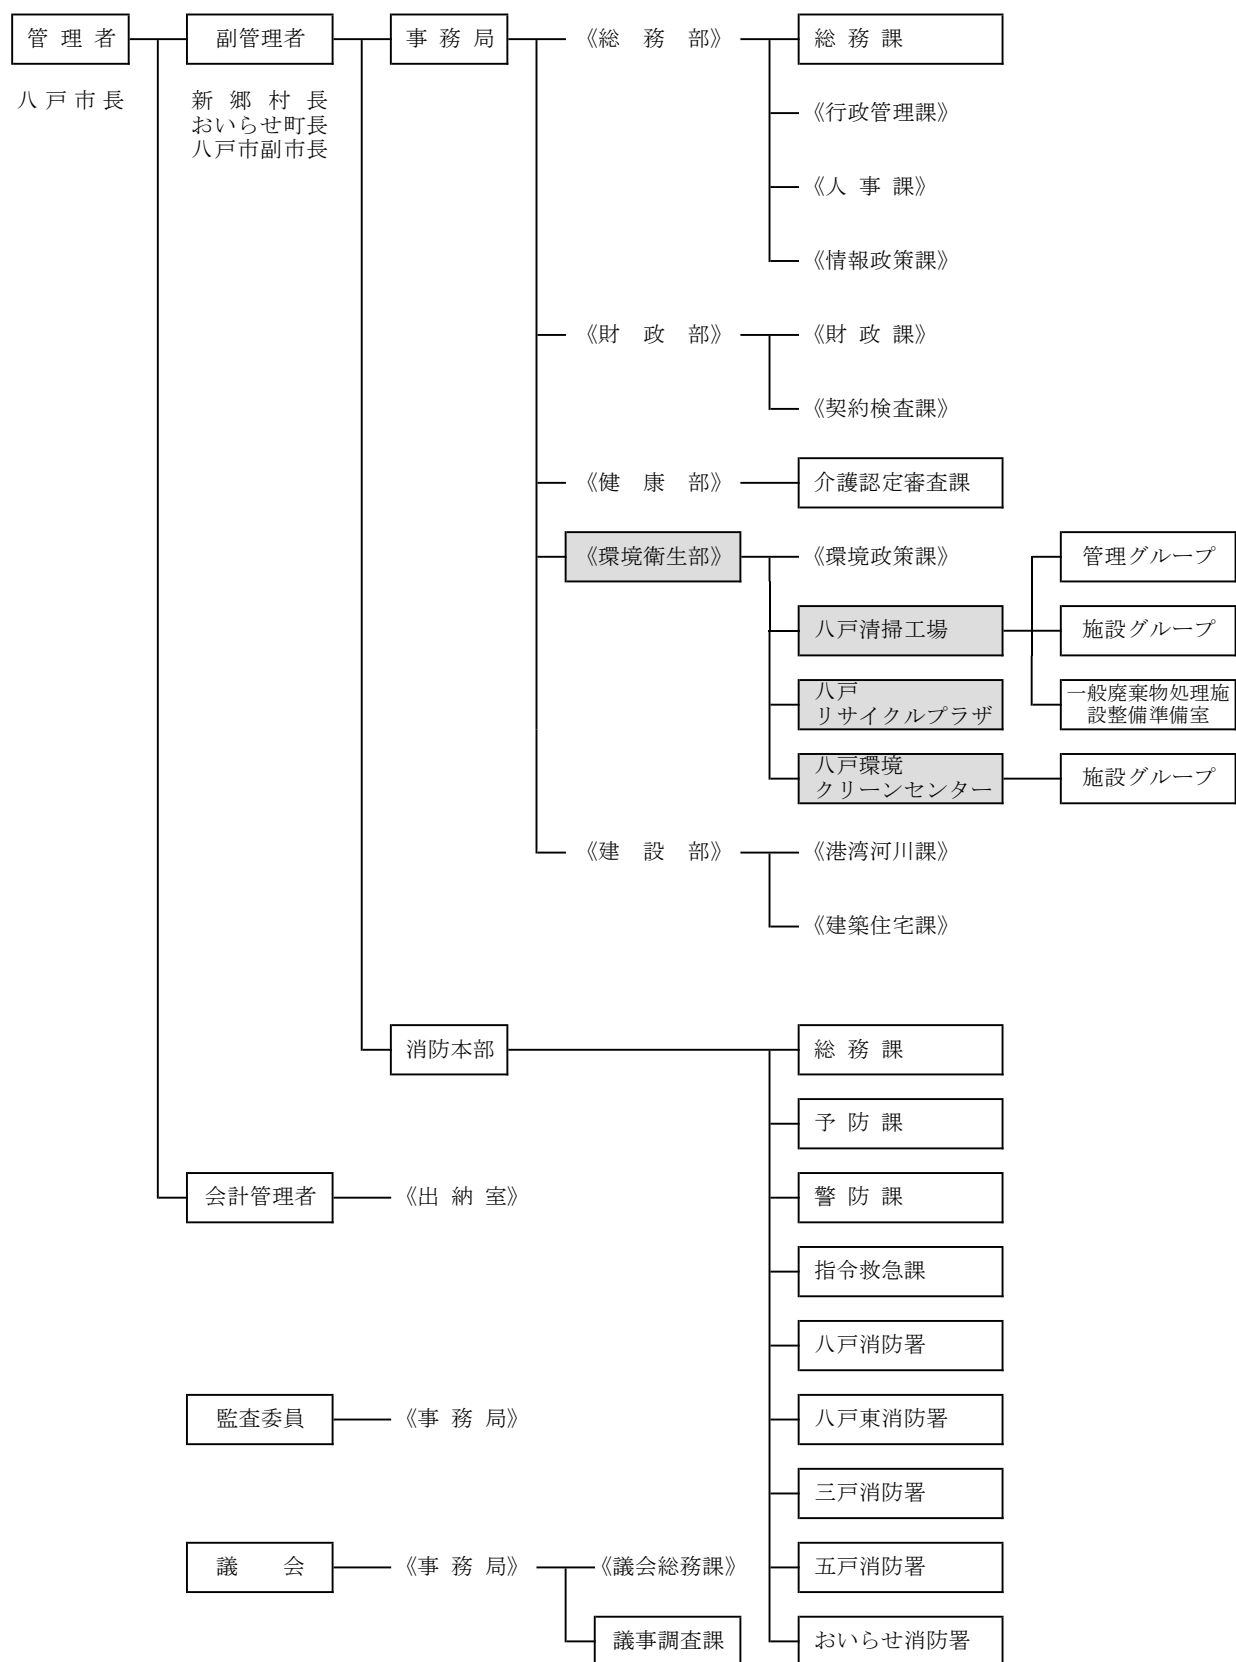 管 理 者
副管理者
事 務 局
《総 務 部》
総 務 課
八 戸 市 長
新 郷 村 長
おいらせ町長
八戸市副市長
《行政管理課》
《人 事 課》
《情報政策課》
《財 政 部》
《財 政 課》
《契約検査課》
《健 康 部》
介護認定審査課
《環境衛生部》
《環境政策課》
管理グループ
八戸清掃工場
施設グループ
八戸
リサイクルプラザ
一般廃棄物処理施
設整備準備室
八戸環境
クリーンセンター
施設グループ
《建 設 部》
《港湾河川課》
《建築住宅課》
消防本部
総 務 課
予 防 課
会計管理者
《出 納 室》
警 防 課
指令救急課
八戸消防署
監査委員
《事 務 局》
八戸東消防署
三戸消防署
議 会
《事 務 局》
《議会総務課》
五戸消防署
議事調査課
おいらせ消防署